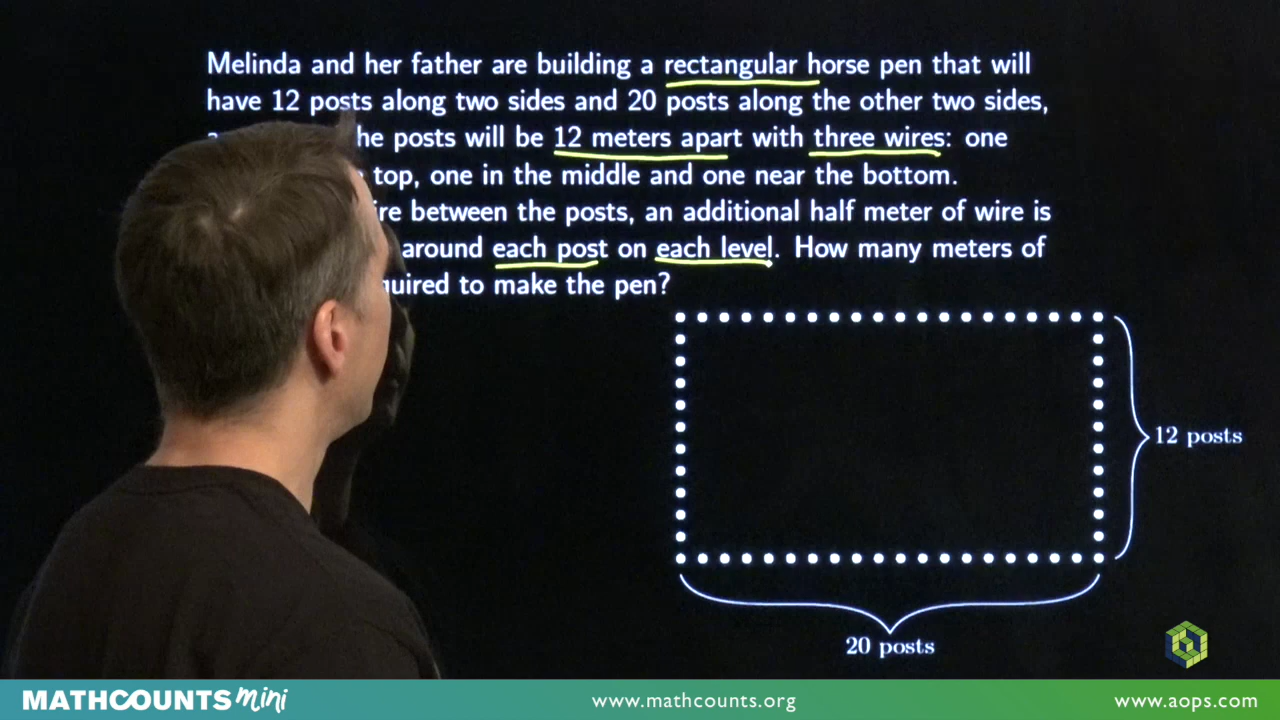 Melinda and her father are building a rectangular horse pen that will
have 12 posts along two sides and 20 posts along the other two sides,
he posts will be 12 meters apart with three wires: one
top, one in the middle and one near the bottom.
ire between the posts, an additional half meter of wire is
around each post on each level. How many meters of
quired to make the pen?
12 posts
20 posts
MATHCOUNTS mini
www.mathcounts.org
www.aops.com